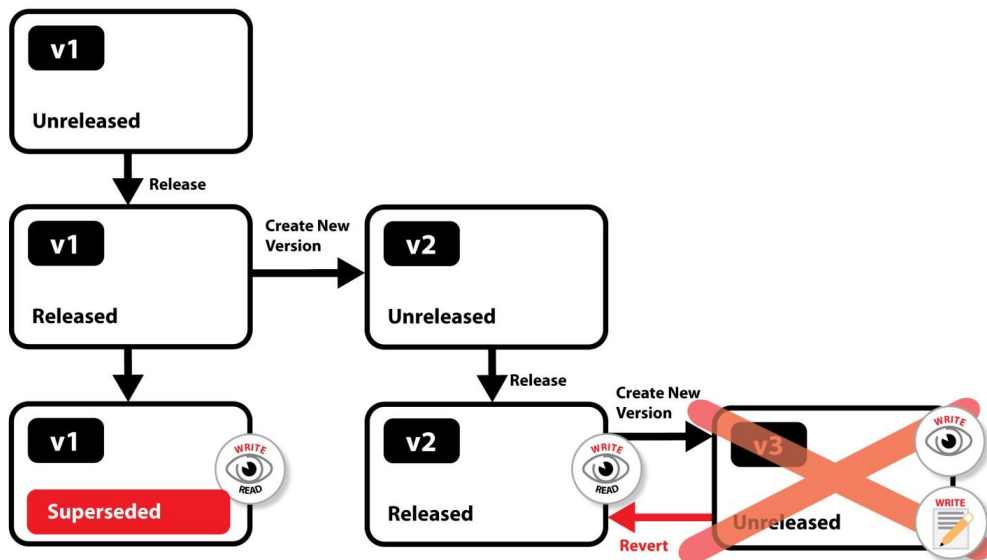 v1
Unreleased
Release
v1
Released
Create New
Version
v2
Unreleased
Release
v1
Superseded
WRITE
READ
v2
Released
WRITE
READ
Create New
Version
Revert
v3
Unreleased
WRITE
WRITE